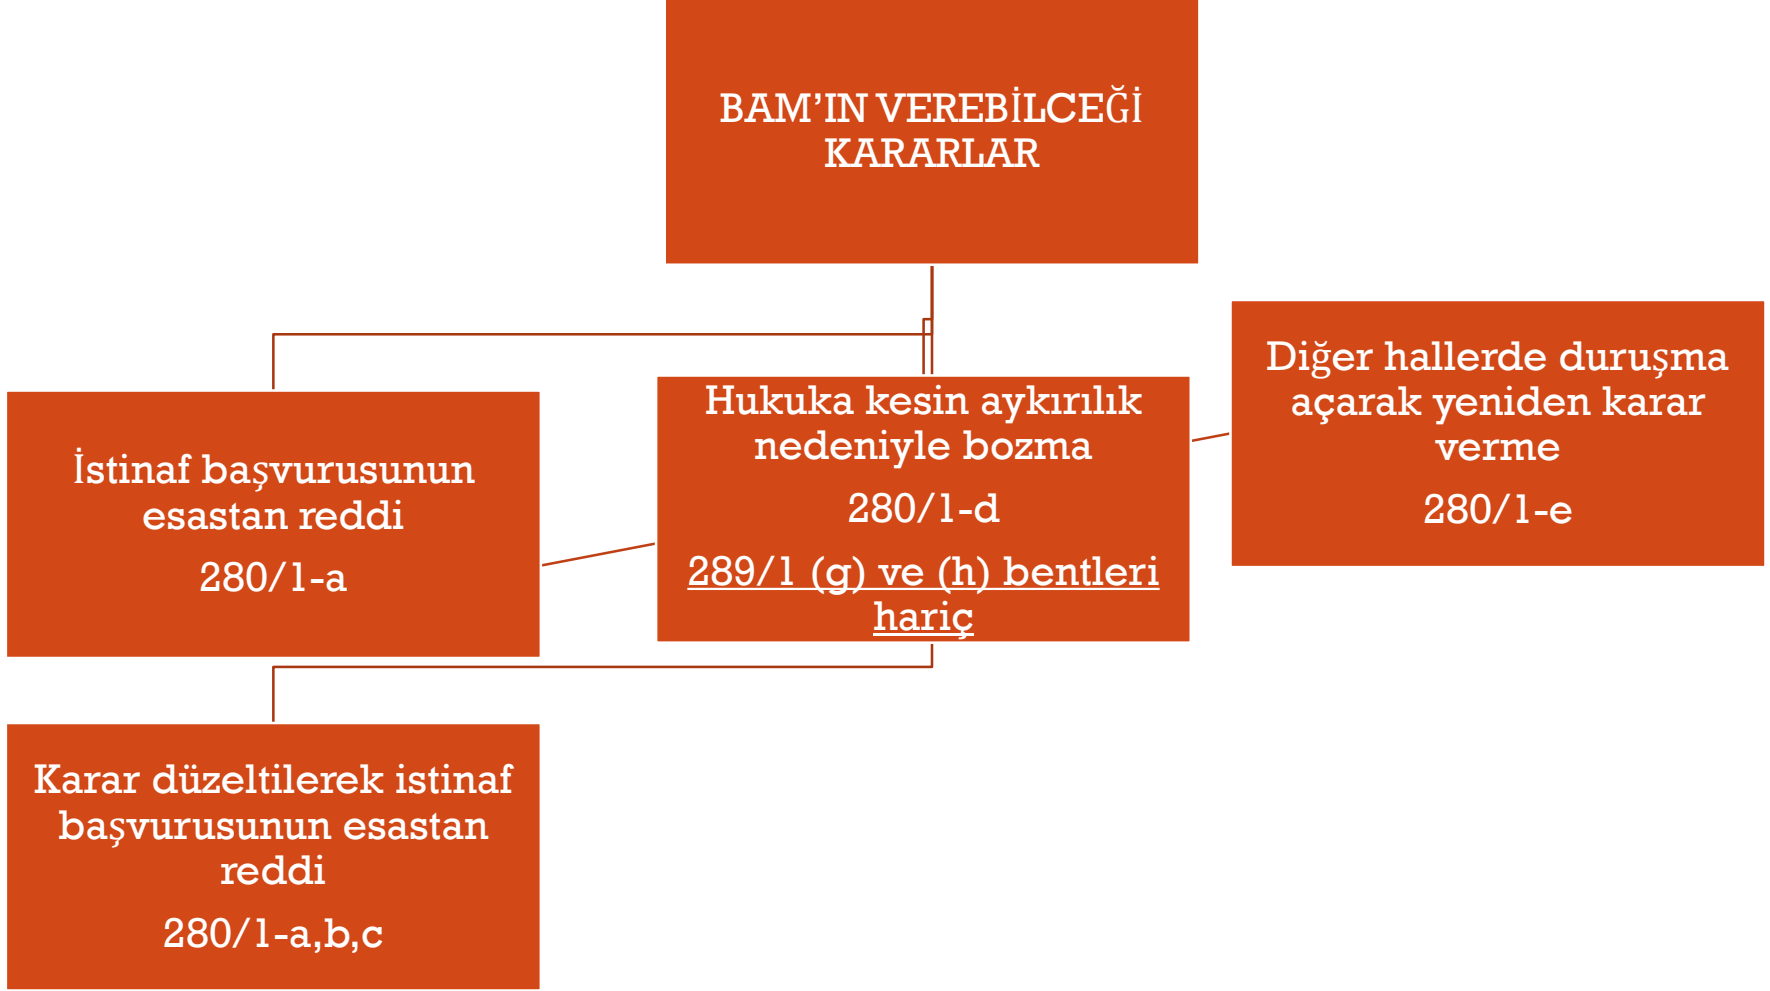 BAM’IN VEREBİLCEĞİ
KARARLAR
İstinaf başvurusunun
esastan reddi
280/1-a
Hukuka kesin aykırılık
nedeniyle bozma
280/1-d
289/1 (g) ve (h) bentleri
hariç
Diğer hallerde duruşma
açarak yeniden karar
verme
280/1-e
Karar düzeltilerek istinaf
başvurusunun esastan
reddi
280/1-a,b,c